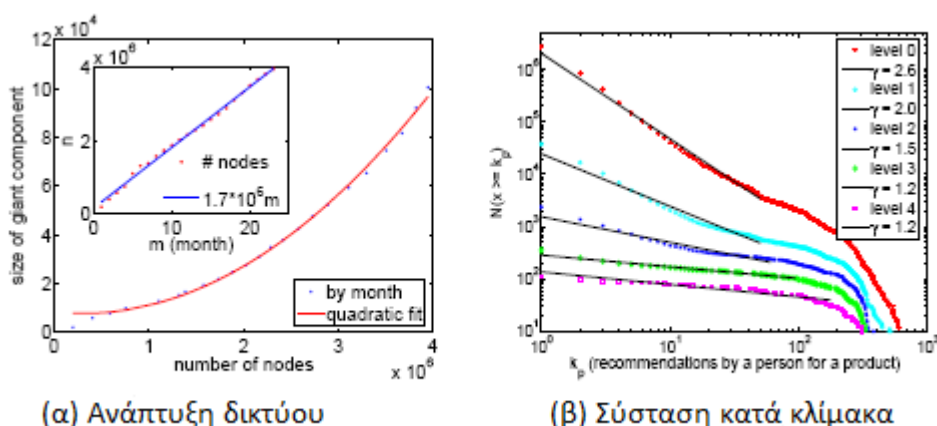 12 x 10^4
10
8
6
4
2
0
size of giant component
4 x 10^6
2
0
n
# nodes
1.7*10^6m
0 10 20
m (month)
by month
quadratic fit
0 1 2 3 4
number of nodes x 10^6
(α) Ανάπτυξη δικτύου
10^6
10^5
10^4
10^3
10^2
10^1
N(x >= k_p)
level 0
γ = 2.6
level 1
γ = 2.0
level 2
γ = 1.5
level 3
γ = 1.2
level 4
γ = 1.2
10^0 10^1 10^2 10^3
k_p (recommendations by a person for a product)
(β) Σύσταση κατά κλίμακα